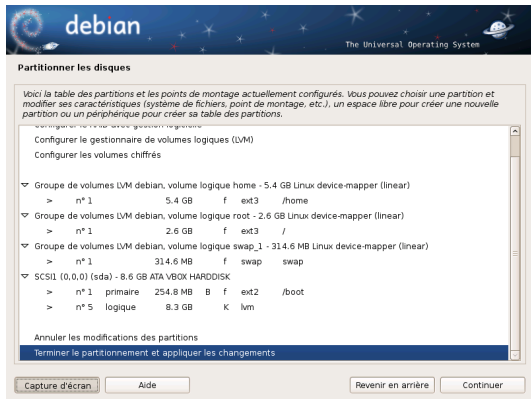 debian
The Universal Operating System
Partitionner les disques
Voici la table des partitions et les points de montage actuellement configurés. Vous pouvez choisir une partition et
modifier ses caractéristiques (système de fichiers, point de montage, etc.), un espace libre pour créer une nouvelle
partition ou un périphérique pour créer sa table des partitions.
Configurer le RAID avec gestion logicielle
Configurer le gestionnaire de volumes logiques (LVM)
Configurer les volumes chiffrés
Groupe de volumes LVM debian, volume logique home - 5.4 GB Linux device-mapper (linear)
> n° 1 5.4 GB f ext3 /home
Groupe de volumes LVM debian, volume logique root - 2.6 GB Linux device-mapper (linear)
> n° 1 2.6 GB f ext3 /
Groupe de volumes LVM debian, volume logique swap_1 - 314.6 MB Linux device-mapper (linear)
> n° 1 314.6 MB f swap swap
SCSI1 (0,0,0) (sda) - 8.6 GB ATA VBOX HARDDISK
> n° 1 primaire 254.8 MB B f ext2 /boot
> n° 5 logique 8.3 GB K lvm
Annuler les modifications des partitions
Terminer le partitionnement et appliquer les changements
Capture d'écran Aide Revenir en arrière Continuer